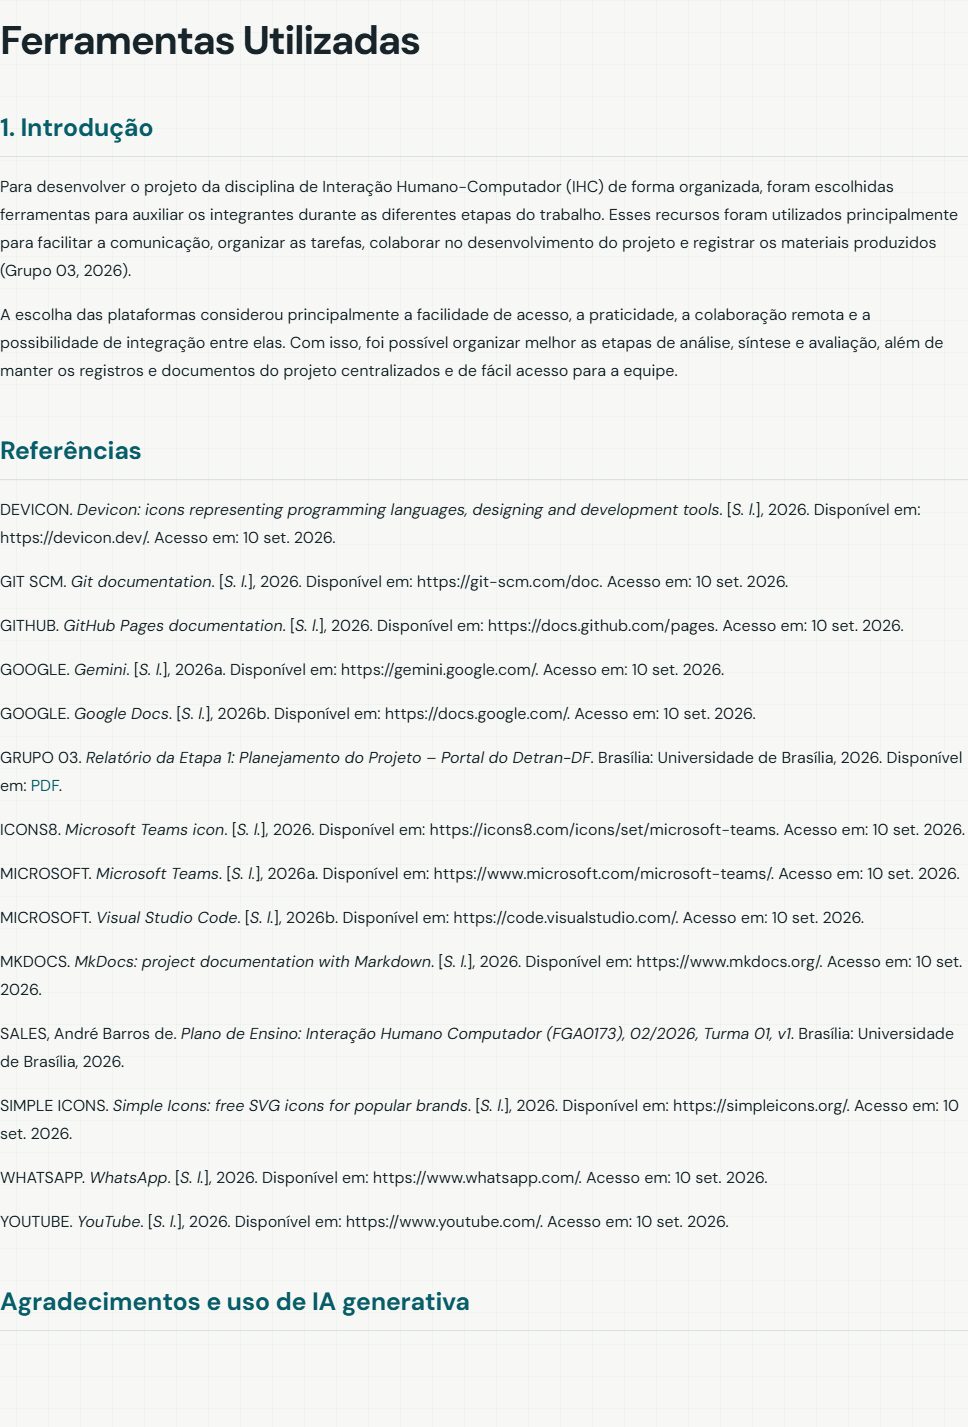 Ferramentas Utilizadas
1. Introdução
Para desenvolver o projeto da disciplina de Interação Humano-Computador (IHC) de forma organizada, foram escolhidas
ferramentas para auxiliar os integrantes durante as diferentes etapas do trabalho. Esses recursos foram utilizados principalmente
para facilitar a comunicação, organizar as tarefas, colaborar no desenvolvimento do projeto e registrar os materiais produzidos
(Grupo 03, 2026).
A escolha das plataformas considerou principalmente a facilidade de acesso, a praticidade, a colaboração remota e a
possibilidade de integração entre elas. Com isso, foi possível organizar melhor as etapas de análise, síntese e avaliação, além de
manter os registros e documentos do projeto centralizados e de fácil acesso para a equipe.
Referências
DEVICON. Devicon: icons representing programming languages, designing and development tools. [S. l.], 2026. Disponível em:
https://devicon.dev/. Acesso em: 10 set. 2026.
GIT SCM. Git documentation. [S. l.], 2026. Disponível em: https://git-scm.com/doc. Acesso em: 10 set. 2026.
GITHUB. GitHub Pages documentation. [S. l.], 2026. Disponível em: https://docs.github.com/pages. Acesso em: 10 set. 2026.
GOOGLE. Gemini. [S. l.], 2026a. Disponível em: https://gemini.google.com/. Acesso em: 10 set. 2026.
GOOGLE. Google Docs. [S. l.], 2026b. Disponível em: https://docs.google.com/. Acesso em: 10 set. 2026.
GRUPO 03. Relatório da Etapa 1: Planejamento do Projeto – Portal do Detran-DF. Brasília: Universidade de Brasília, 2026. Disponível
em: PDF.
ICONS8. Microsoft Teams icon. [S. l.], 2026. Disponível em: https://icons8.com/icons/set/microsoft-teams. Acesso em: 10 set. 2026.
MICROSOFT. Microsoft Teams. [S. l.], 2026a. Disponível em: https://www.microsoft.com/microsoft-teams/. Acesso em: 10 set. 2026.
MICROSOFT. Visual Studio Code. [S. l.], 2026b. Disponível em: https://code.visualstudio.com/. Acesso em: 10 set. 2026.
MKDOCS. MkDocs: project documentation with Markdown. [S. l.], 2026. Disponível em: https://www.mkdocs.org/. Acesso em: 10 set.
2026.
SALES, André Barros de. Plano de Ensino: Interação Humano Computador (FGA0173), 02/2026, Turma 01, v1. Brasília: Universidade
de Brasília, 2026.
SIMPLE ICONS. Simple Icons: free SVG icons for popular brands. [S. l.], 2026. Disponível em: https://simpleicons.org/. Acesso em: 10
set. 2026.
WHATSAPP. WhatsApp. [S. l.], 2026. Disponível em: https://www.whatsapp.com/. Acesso em: 10 set. 2026.
YOUTUBE. YouTube. [S. l.], 2026. Disponível em: https://www.youtube.com/. Acesso em: 10 set. 2026.
Agradecimentos e uso de IA generativa